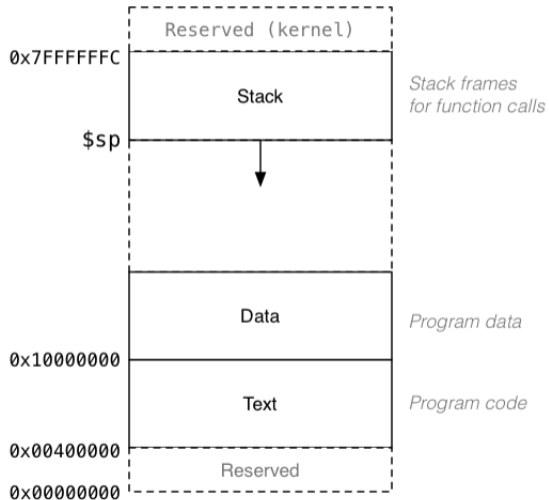 Reserved (kernel)
0x7FFFFFFC
Stack
Stack frames
for function calls
$sp
Data
Program data
0x10000000
Text
Program code
0x00400000
Reserved
0x00000000